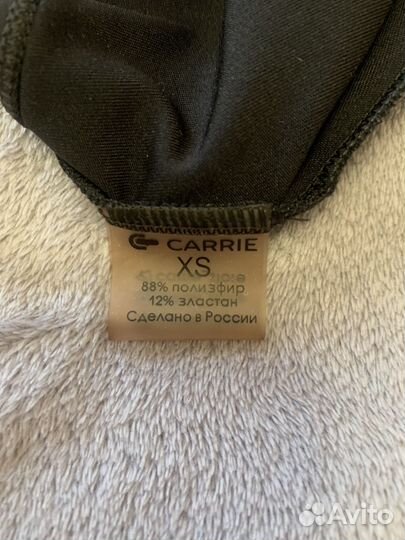 CARRIE
XS
88% полиэфир
12% эластан
Сделано в России
Avito